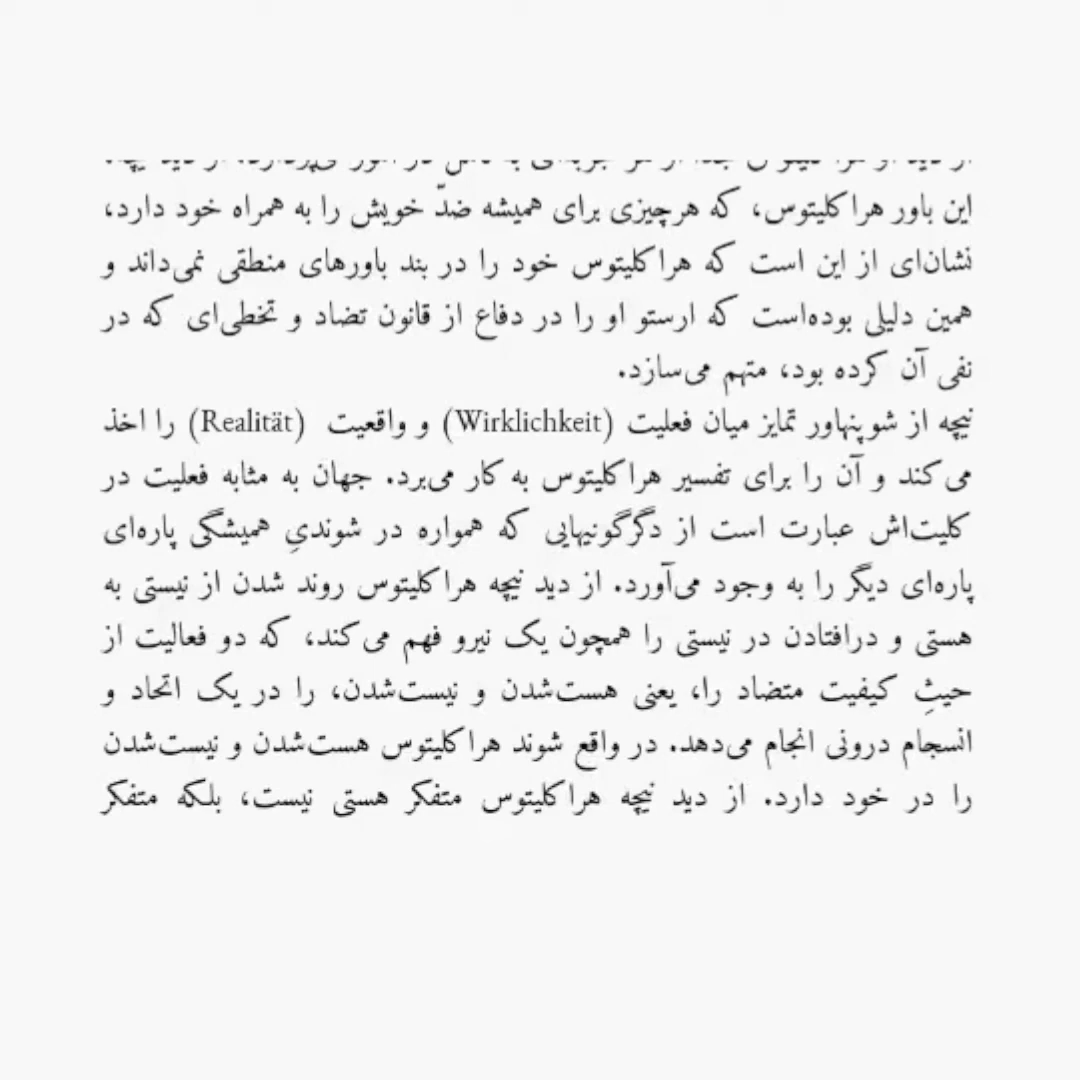 این باور هراکلیتوس، که هرچیزی برای همیشه ضدّ خویش را به همراه خود دارد،
نشان‌ای از این است که هراکلیتوس خود را در بند باورهای منطقی نمی‌داند و
همین دلیلی بوده‌است که ارستو او را در دفاع از قانون تضاد و تخطی‌ای که در
نفی آن کرده بود، متهم می‌سازد.
نیچه از شوپنهاور تمایز میان فعلیت (Wirklichkeit) و واقعیت (Realität) را اخذ
می‌کند و آن را برای تفسیر هراکلیتوس به کار می‌برد. جهان به مثابه فعلیت در
کلیت‌اش عبارت است از دگرگونیهایی که همواره در شوندیِ همیشگی پاره‌ای
پاره‌ای دیگر را به وجود می‌آورد. از دید نیچه هراکلیتوس روند شدن از نیستی به
هستی و درافتادن در نیستی را همچون یک نیرو فهم می‌کند، که دو فعالیت از
حیثِ کیفیت متضاد را، یعنی هست‌شدن و نیست‌شدن، را در یک اتحاد و
انسجام درونی انجام می‌دهد. در واقع شوند هراکلیتوس هست‌شدن و نیست‌شدن
را در خود دارد. از دید نیچه هراکلیتوس متفکر هستی نیست، بلکه متفکر